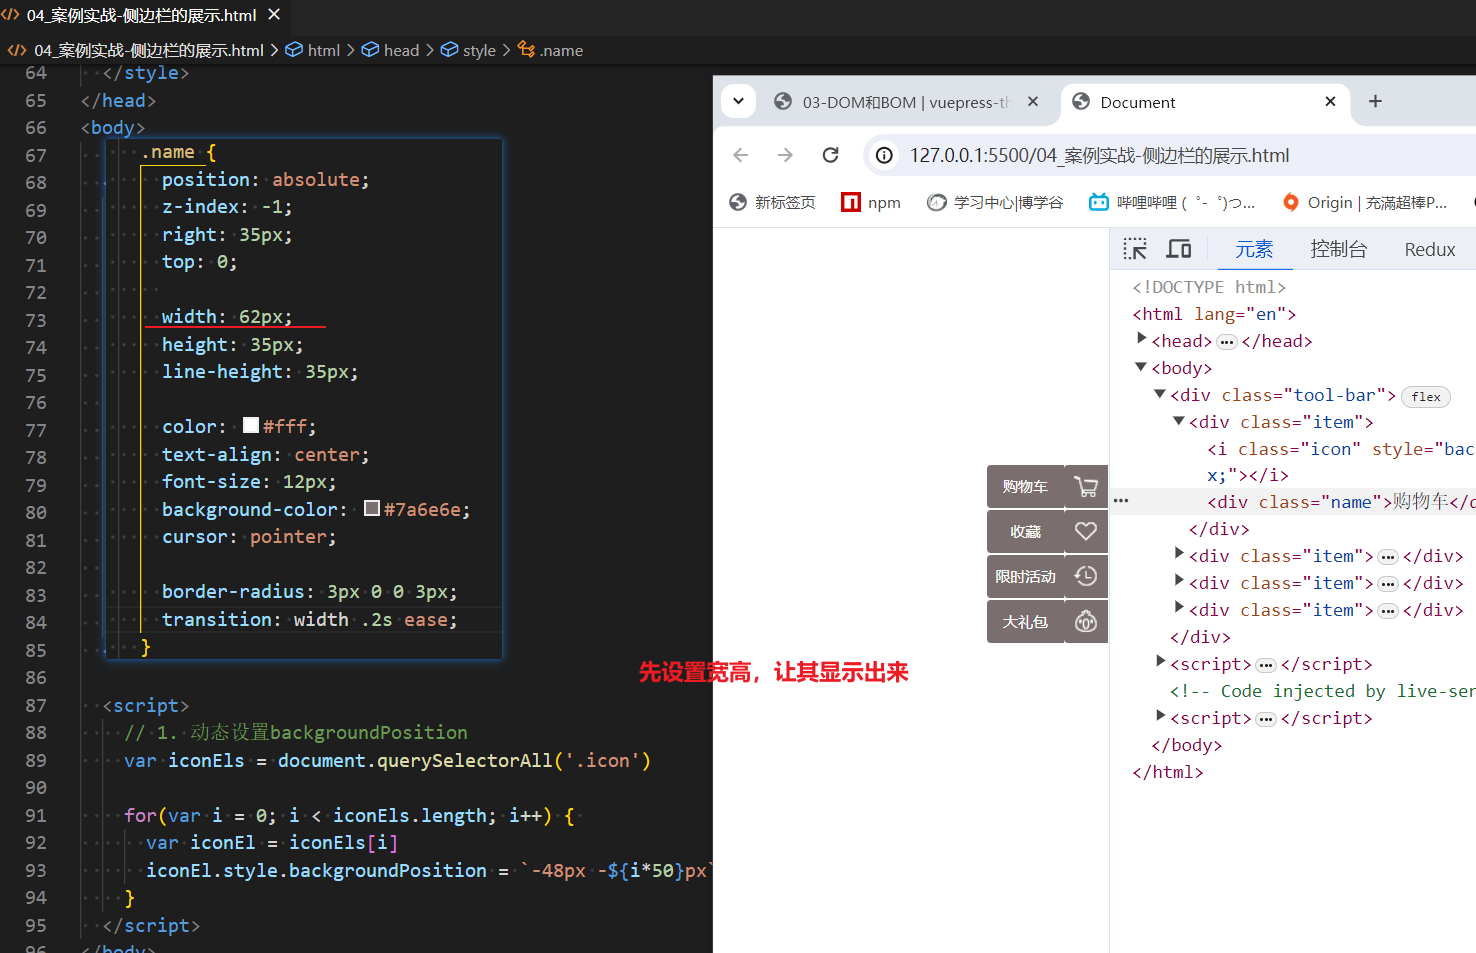 04_案例实战-侧边栏的展示.html
04_案例实战-侧边栏的展示.html > html > head > style > .name
64 </style>
65 </head>
66 <body>
67 .name {
68 position: absolute;
69 z-index: -1;
70 right: 35px;
71 top: 0;
72
73 width: 62px;
74 height: 35px;
75 line-height: 35px;
76
77 color: #fff;
78 text-align: center;
79 font-size: 12px;
80 background-color: #7a6e6e;
81 cursor: pointer;
82
83 border-radius: 3px 0 0 3px;
84 transition: width .2s ease;
85 }
86
87 <script>
88 // 1. 动态设置backgroundPosition
89 var iconEls = document.querySelectorAll('.icon')
90
91 for(var i = 0; i < iconEls.length; i++) {
92 var iconEl = iconEls[i]
93 iconEl.style.backgroundPosition = `-48px -${i*50}px`
94 }
95 </script>
96 </body>
先设置宽高，让其显示出来
03-DOM和BOM | vuepress-th
Document
127.0.0.1:5500/04_案例实战-侧边栏的展示.html
新标签页 npm 学习中心|博学谷 哔哩哔哩 ( ゜- ゜)つ... Origin | 充满超棒P...
购物车
收藏
限时活动
大礼包
元素 控制台 Redux
<!DOCTYPE html>
<html lang="en">
<head>…</head>
<body>
<div class="tool-bar"> flex
<div class="item">
<i class="icon" style="bac
x;"></i>
<div class="name">购物车</d
</div>
<div class="item">…</div>
<div class="item">…</div>
<div class="item">…</div>
</div>
<script>…</script>
<!-- Code injected by live-ser
<script>…</script>
</body>
</html>